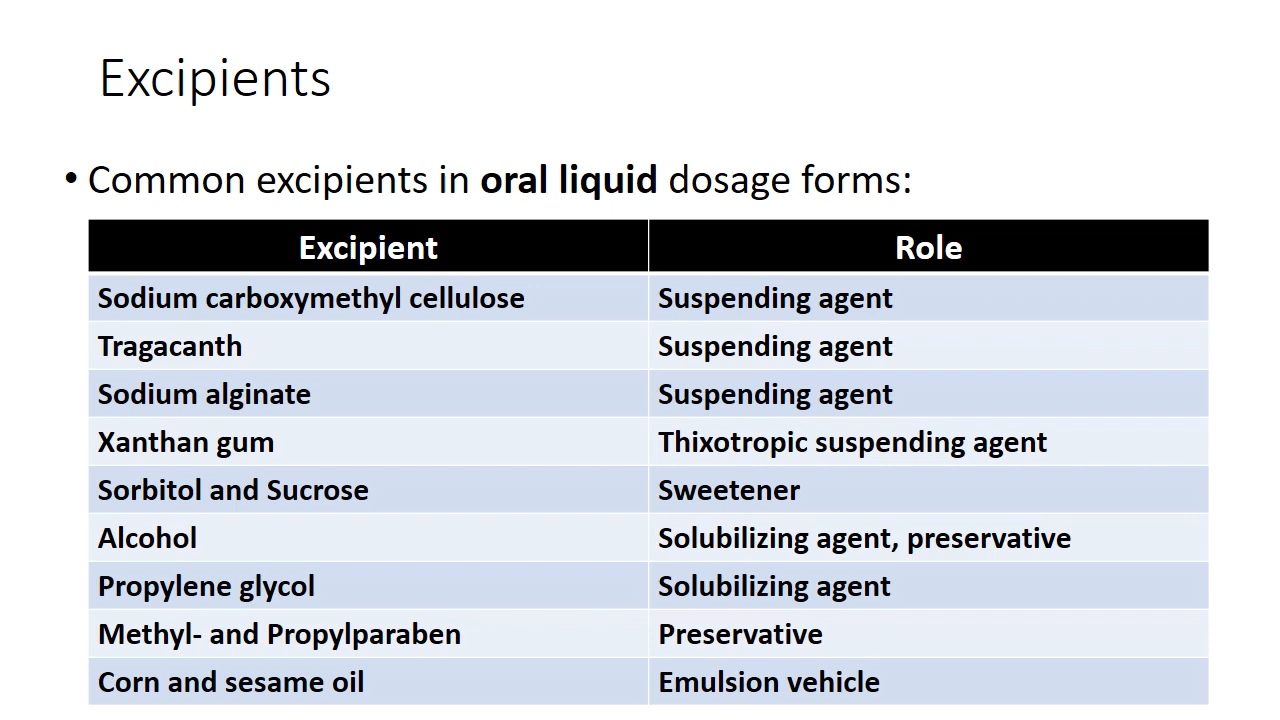 Excipients
• Common excipients in oral liquid dosage forms:
Excipient Role
Sodium carboxymethyl cellulose Suspending agent
Tragacanth Suspending agent
Sodium alginate Suspending agent
Xanthan gum Thixotropic suspending agent
Sorbitol and Sucrose Sweetener
Alcohol Solubilizing agent, preservative
Propylene glycol Solubilizing agent
Methyl- and Propylparaben Preservative
Corn and sesame oil Emulsion vehicle